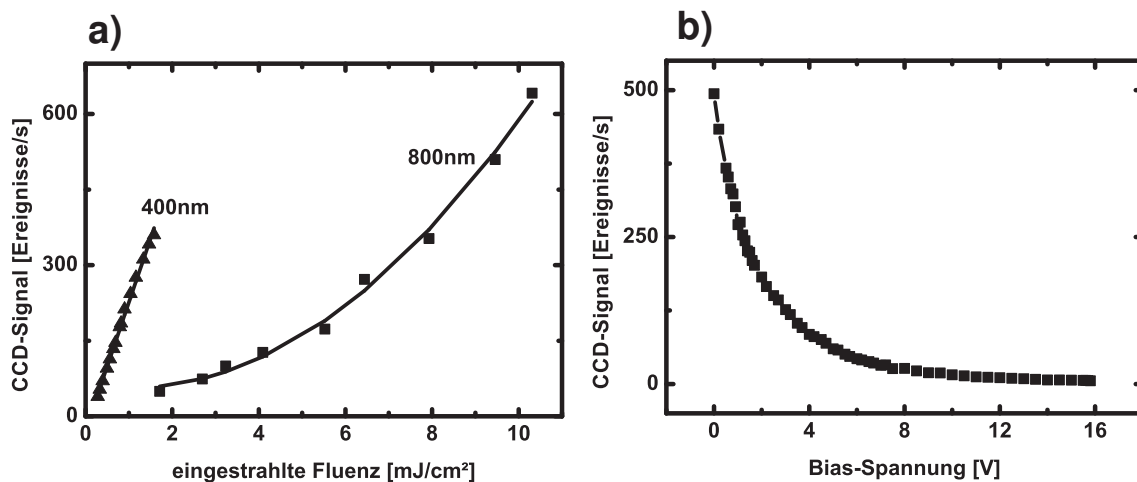 a)
CCD-Signal [Ereignisse/s]
600
300
0
800nm
400nm
0 2 4 6 8 10
eingestrahlte Fluenz [mJ/cm²]
b)
CCD-Signal [Ereignisse/s]
500
250
0
0 4 8 12 16
Bias-Spannung [V]